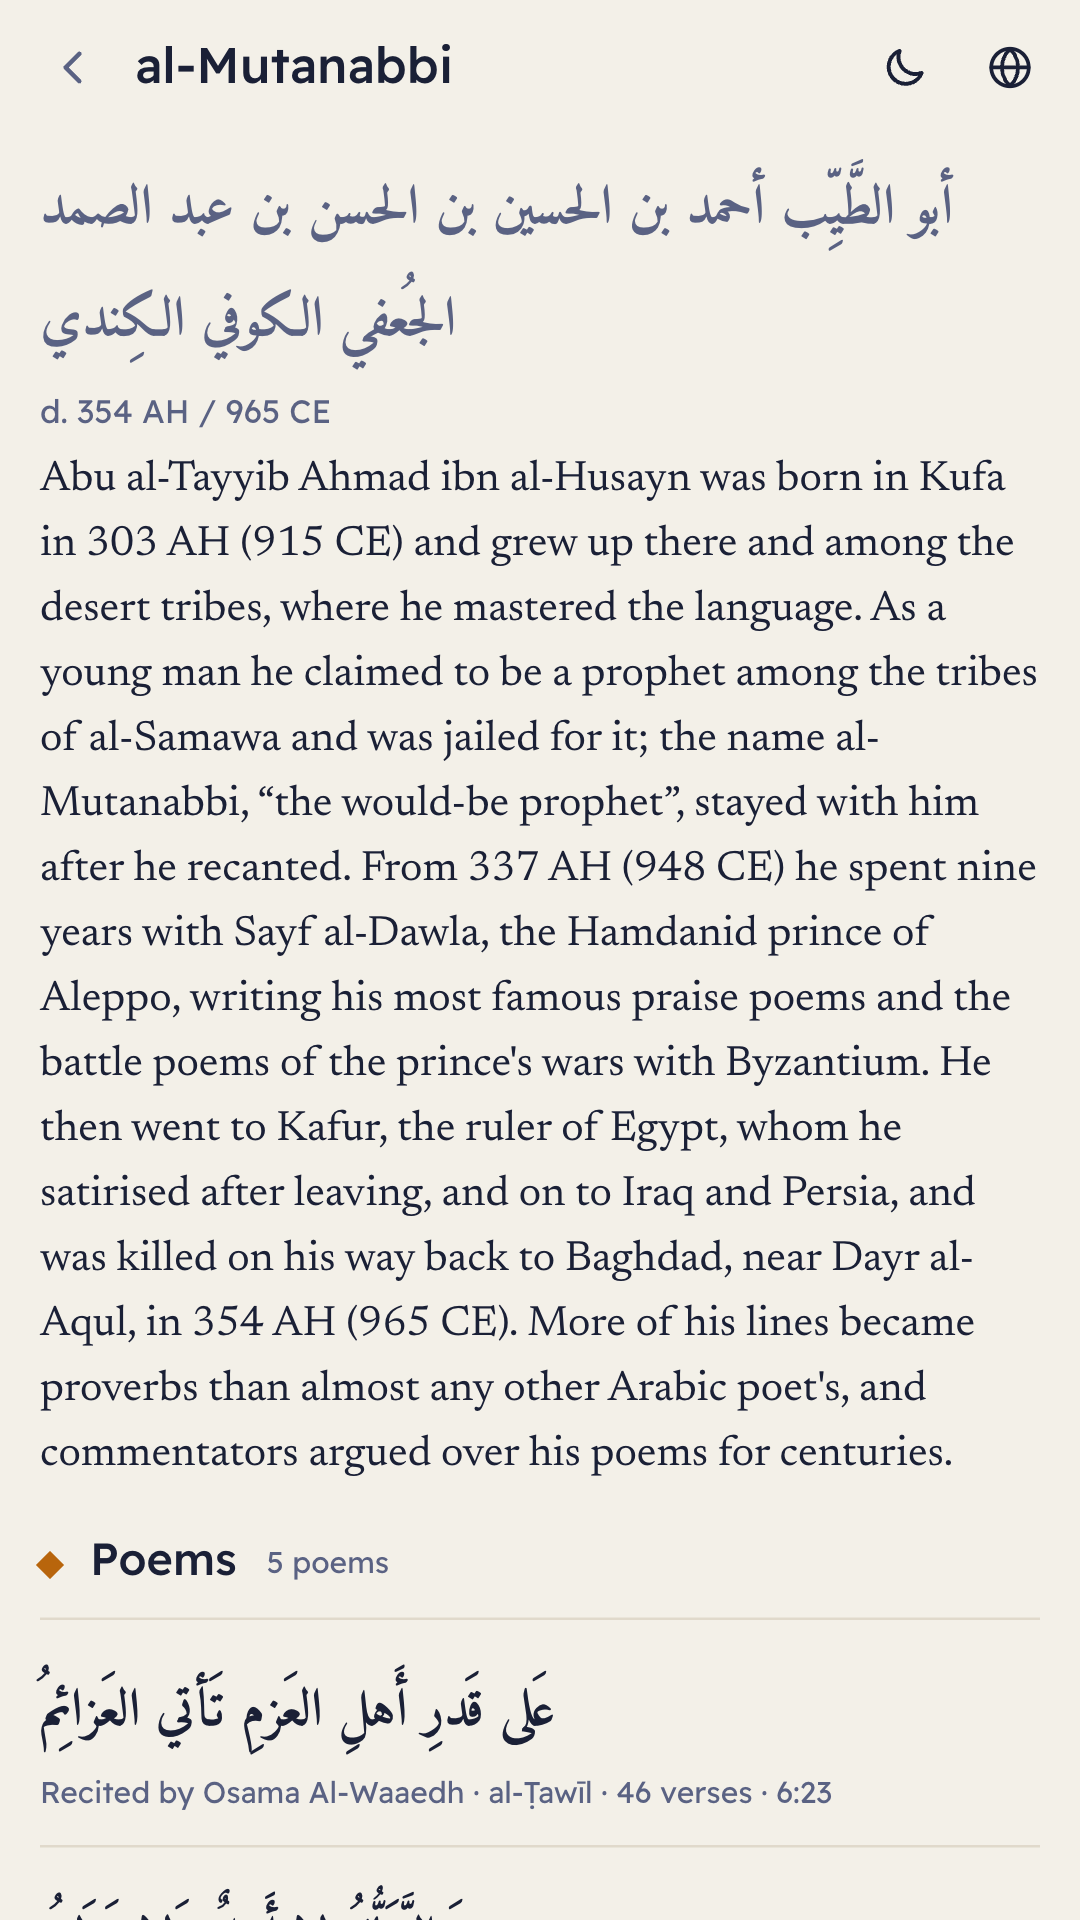 al-Mutanabbi
أبو الطَّيِّب أحمد بن الحسين بن الحسن بن عبد الصمد
الجُعفي الكوفي الكِندي
d. 354 AH / 965 CE
Abu al-Tayyib Ahmad ibn al-Husayn was born in Kufa
in 303 AH (915 CE) and grew up there and among the
desert tribes, where he mastered the language. As a
young man he claimed to be a prophet among the tribes
of al-Samawa and was jailed for it; the name al-
Mutanabbi, “the would-be prophet”, stayed with him
after he recanted. From 337 AH (948 CE) he spent nine
years with Sayf al-Dawla, the Hamdanid prince of
Aleppo, writing his most famous praise poems and the
battle poems of the prince's wars with Byzantium. He
then went to Kafur, the ruler of Egypt, whom he
satirised after leaving, and on to Iraq and Persia, and
was killed on his way back to Baghdad, near Dayr al-
Aqul, in 354 AH (965 CE). More of his lines became
proverbs than almost any other Arabic poet's, and
commentators argued over his poems for centuries.
Poems 5 poems
عَلى قَدرِ أَهلِ العَزمِ تَأتي العَزائِمُ
Recited by Osama Al-Waaedh · al-Ṭawīl · 46 verses · 6:23